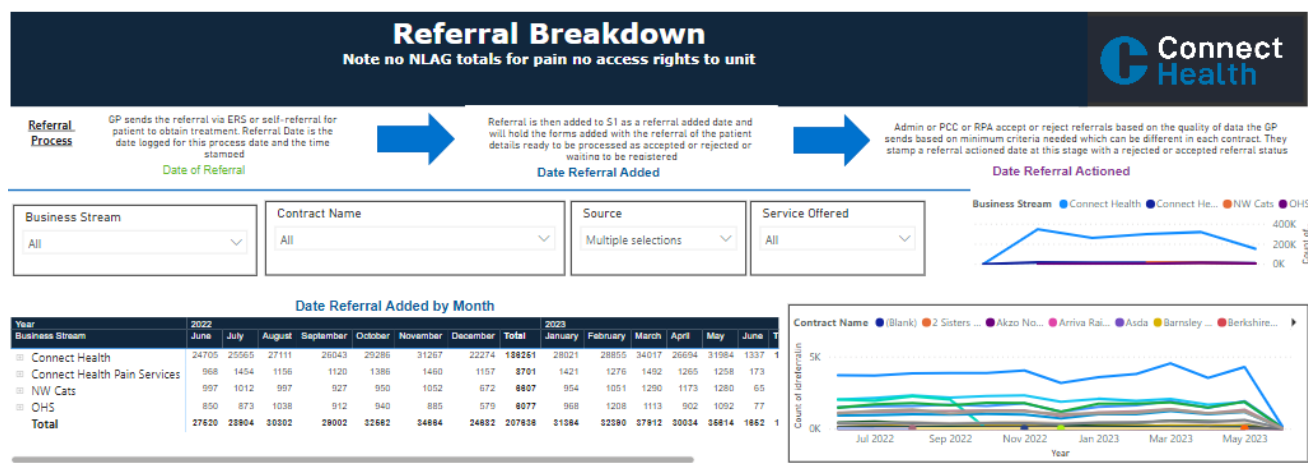 Referral Breakdown
Note no NLAG totals for pain no access rights to unit
Connect
Health
Referral
Process
GP sends the referral via ERS or self-referral for
patient to obtain treatment. Referral Date is the
date logged for this process date and the time
stamped
Date of Referral
Referral is then added to S1 as a referral added date and
will hold the forms added with the referral of the patient
details ready to be processed as accepted or rejected or
waiting to be registered
Date Referral Added
Admin or PCC or RPA accept or reject referrals based on the quality of data the GP
sends based on minimum criteria needed which can be different in each contract. They
stamp a referral actioned date at this stage with a rejected or accepted referral status
Date Referral Actioned
Business Stream
All
Contract Name
All
Source
Multiple selections
Service Offered
All
Business Stream Connect Health Connect He... NW Cats OHS
400K
200K
0K
Count of
Date Referral Added by Month
Year 2022 2023
Business Stream June July August September October November December Total January February March April May June T
Connect Health 24705 25565 27111 26043 29286 31267 22274 186251 28021 28855 34017 26694 31984 1337 1
Connect Health Pain Services 968 1454 1156 1120 1386 1460 1157 8701 1421 1276 1492 1265 1258 173
NW Cats 997 1012 997 927 950 1052 672 6607 954 1051 1290 1173 1280 65
OHS 850 873 1038 912 940 885 579 6077 968 1208 1113 902 1092 77
Total 27520 28904 30302 29002 32562 34664 24682 207636 31364 32390 37912 30034 35614 1652 1
Contract Name (Blank) 2 Sisters ... Akzo No... Arriva Rai... Asda Barnsley ... Berkshire...
Count of idreferralin
5K
0K
Jul 2022 Sep 2022 Nov 2022 Jan 2023 Mar 2023 May 2023
Year